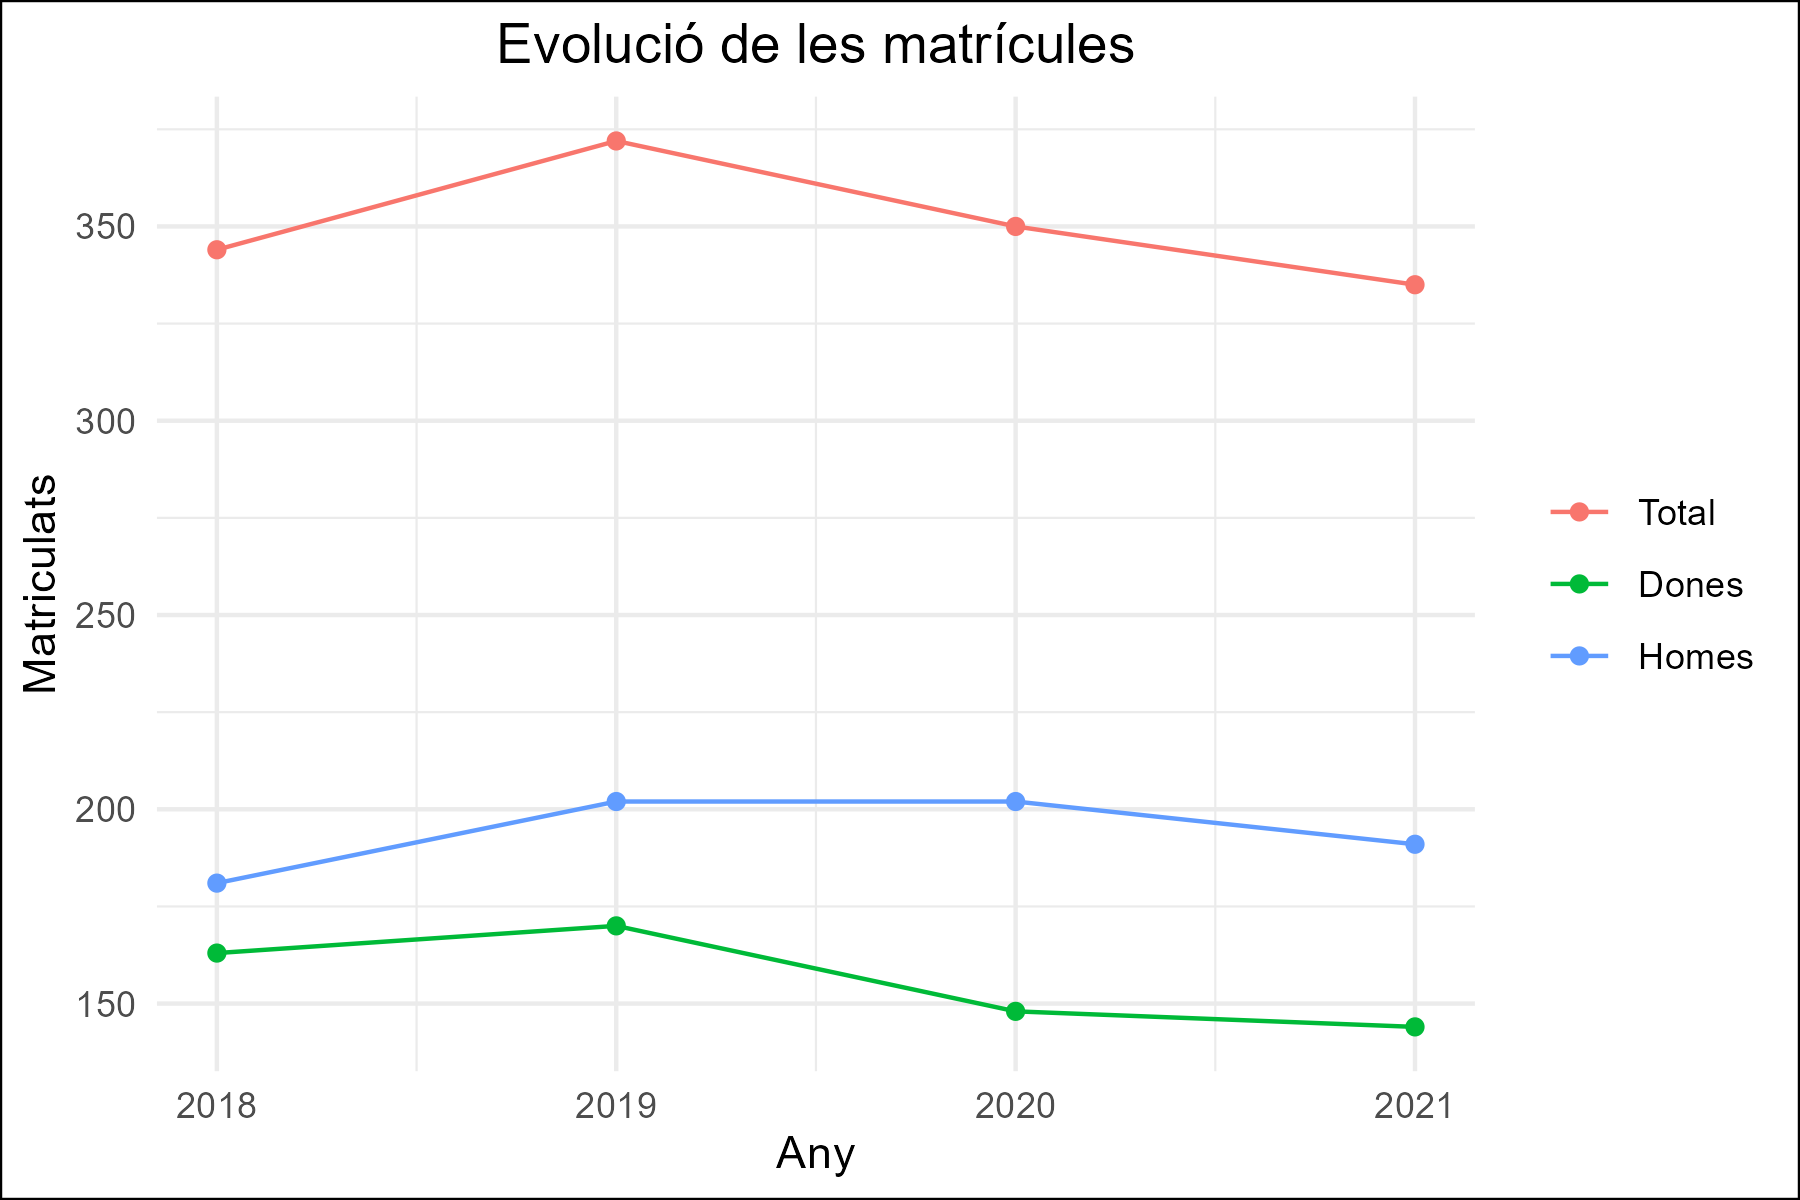 Evolució de les matrícules
Matriculats
350
300
250
200
150
2018
2019
2020
2021
Any
Total
Dones
Homes